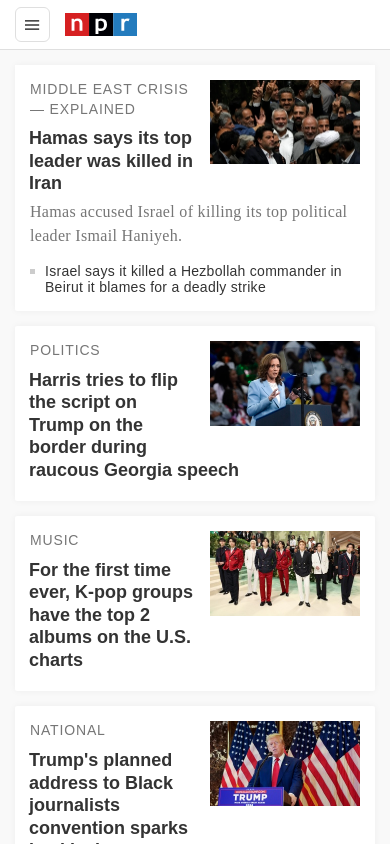 npr
MIDDLE EAST CRISIS
— EXPLAINED
Hamas says its top
leader was killed in
Iran
Hamas accused Israel of killing its top political
leader Ismail Haniyeh.
Israel says it killed a Hezbollah commander in
Beirut it blames for a deadly strike
POLITICS
Harris tries to flip
the script on
Trump on the
border during
raucous Georgia speech
MUSIC
For the first time
ever, K-pop groups
have the top 2
albums on the U.S.
charts
NATIONAL
Trump's planned
address to Black
journalists
convention sparks
TRUMP